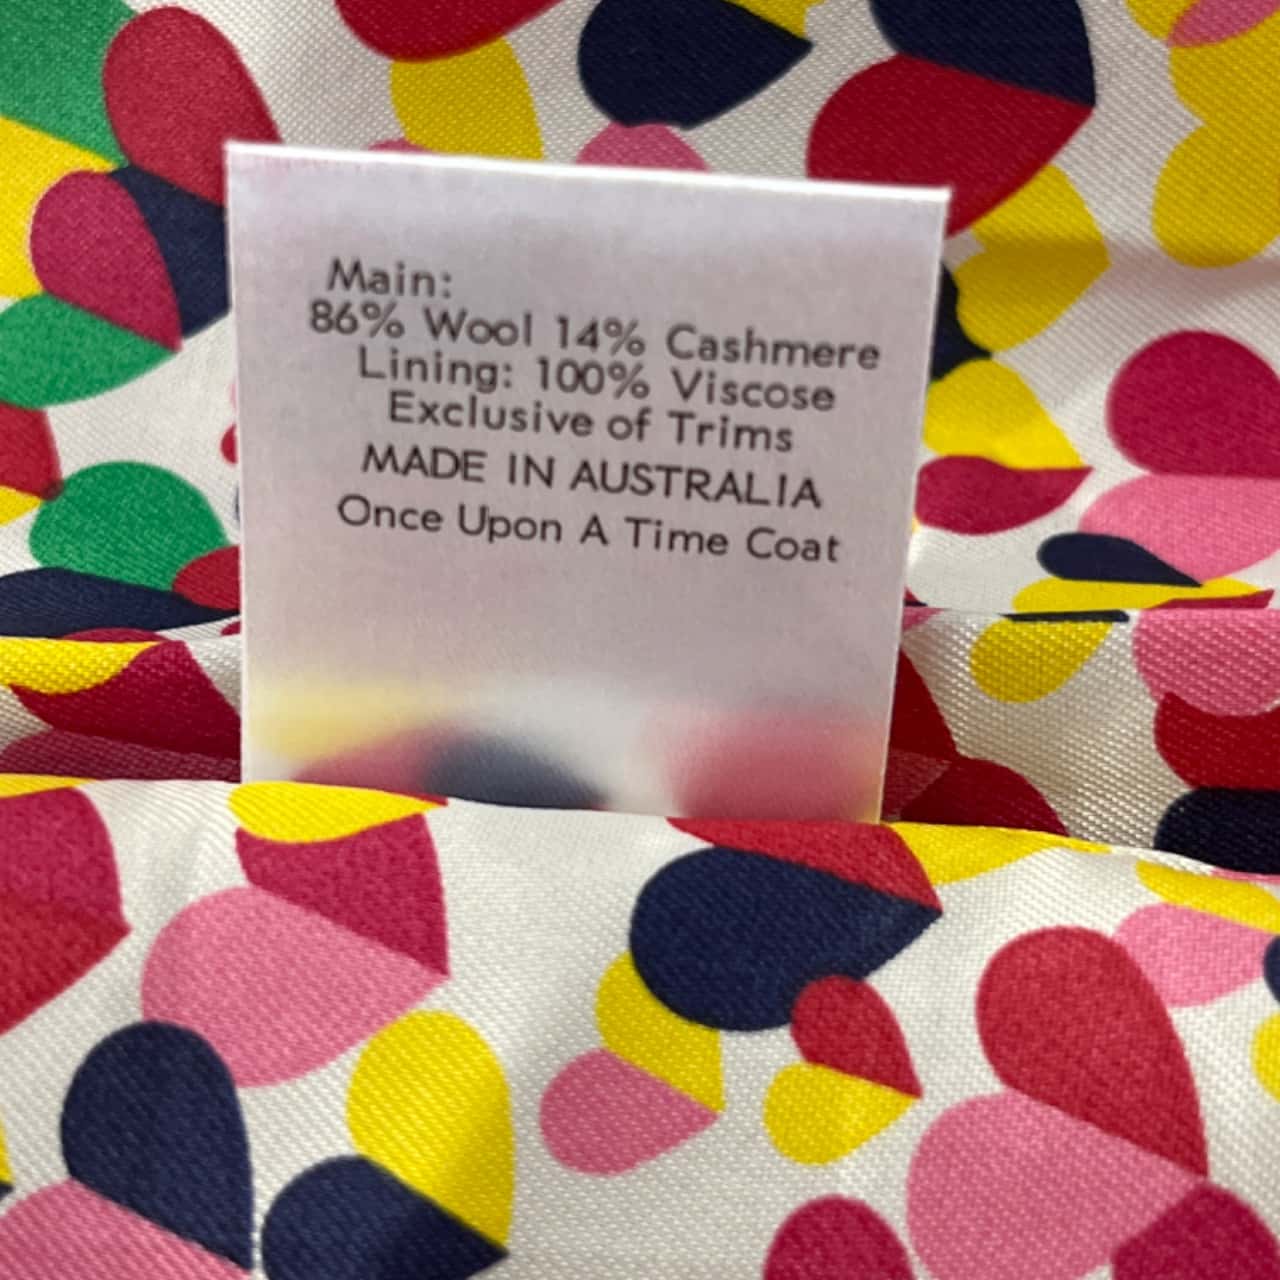 Main:
86% Wool 14% Cashmere
Lining: 100% Viscose
Exclusive of Trims
MADE IN AUSTRALIA
Once Upon A Time Coat